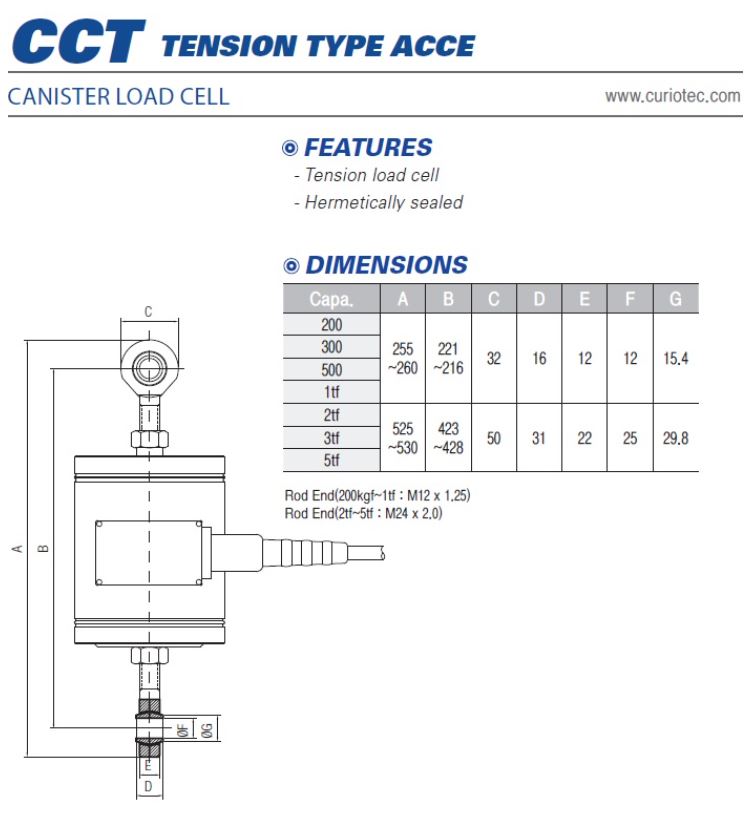 CCT TENSION TYPE ACCE
CANISTER LOAD CELL
www.curiotec.com
FEATURES
- Tension load cell
- Hermetically sealed
DIMENSIONS
Capa. A B C D E F G
200
300
500
1tf
255
~260
221
~216
32 16 12 12 15.4
2tf
3tf
5tf
525
~530
423
~428
50 31 22 25 29.8
Rod End(200kgf~1tf : M12 x 1.25)
Rod End(2tf~5tf : M24 x 2.0)
C
A
B
ØF
ØG
E
D